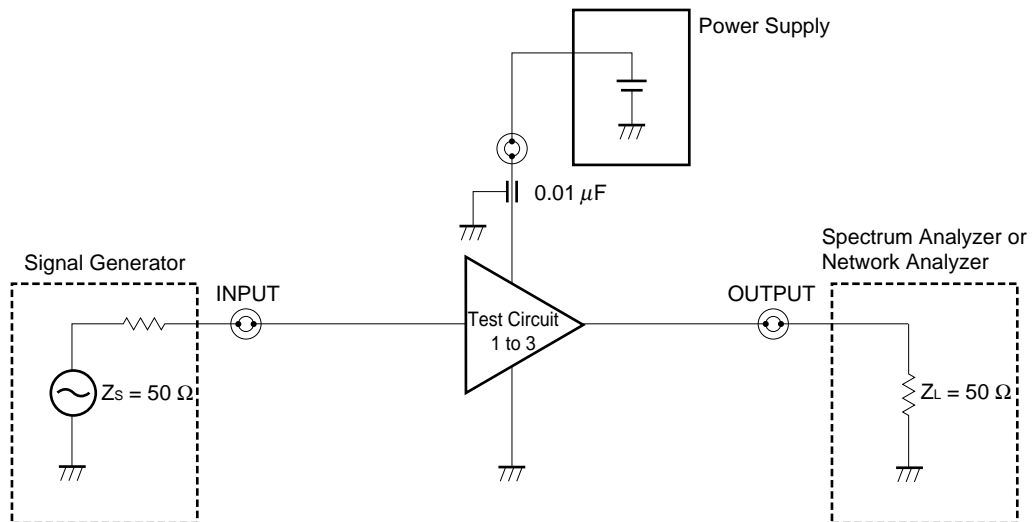 Power Supply
0.01 μF
Spectrum Analyzer or
Network Analyzer
Signal Generator
INPUT
OUTPUT
Test Circuit
1 to 3
ZS = 50 Ω
ZL = 50 Ω